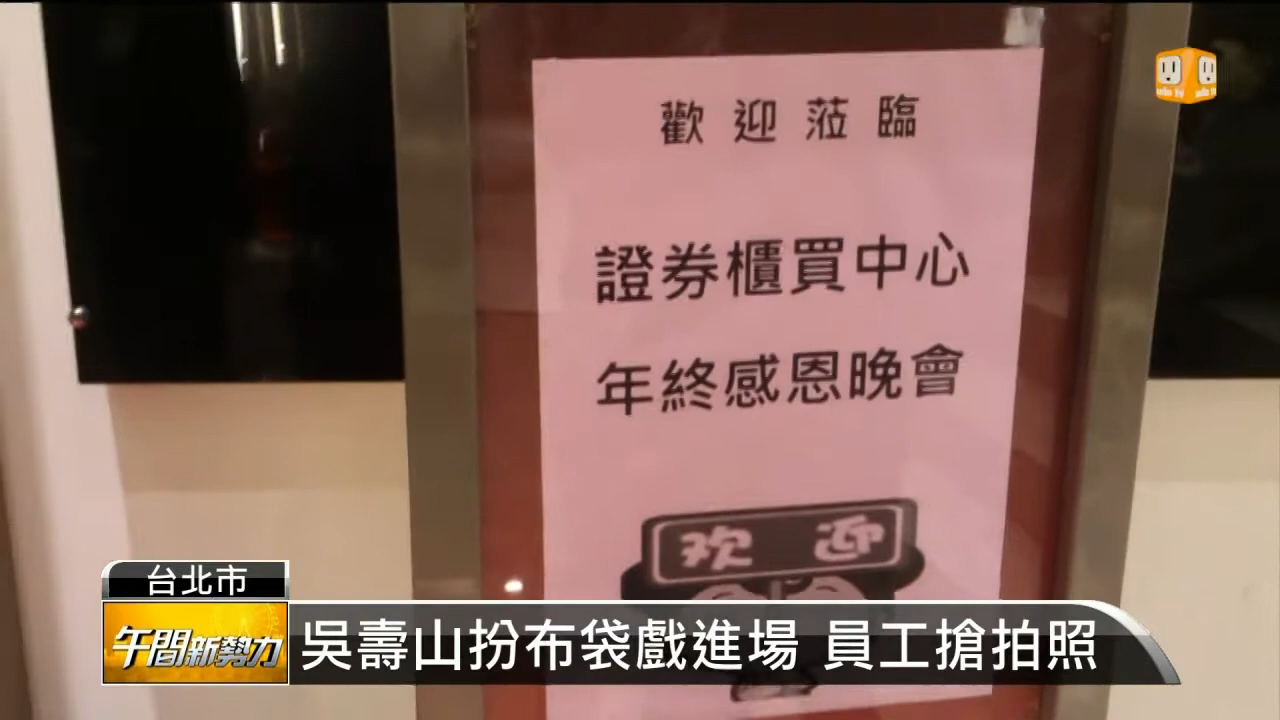 歡迎蒞臨
證券櫃買中心
年終感恩晚會
欢迎
台北市
午間新勢力
吳壽山扮布袋戲進場 員工搶拍照